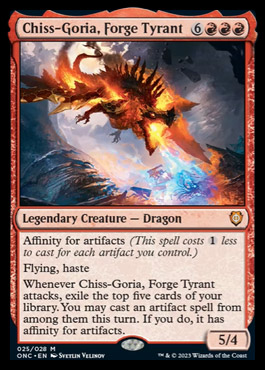 Chiss-Goria, Forge Tyrant 6
Legendary Creature — Dragon
Affinity for artifacts (This spell costs 1 less
to cast for each artifact you control.)
Flying, haste
Whenever Chiss-Goria, Forge Tyrant
attacks, exile the top five cards of your
library. You may cast an artifact spell from
among them this turn. If you do, it has
affinity for artifacts.
5/4
025/028 M
ONC • EN Svetlin Velinov ™ & © 2023 Wizards of the Coast